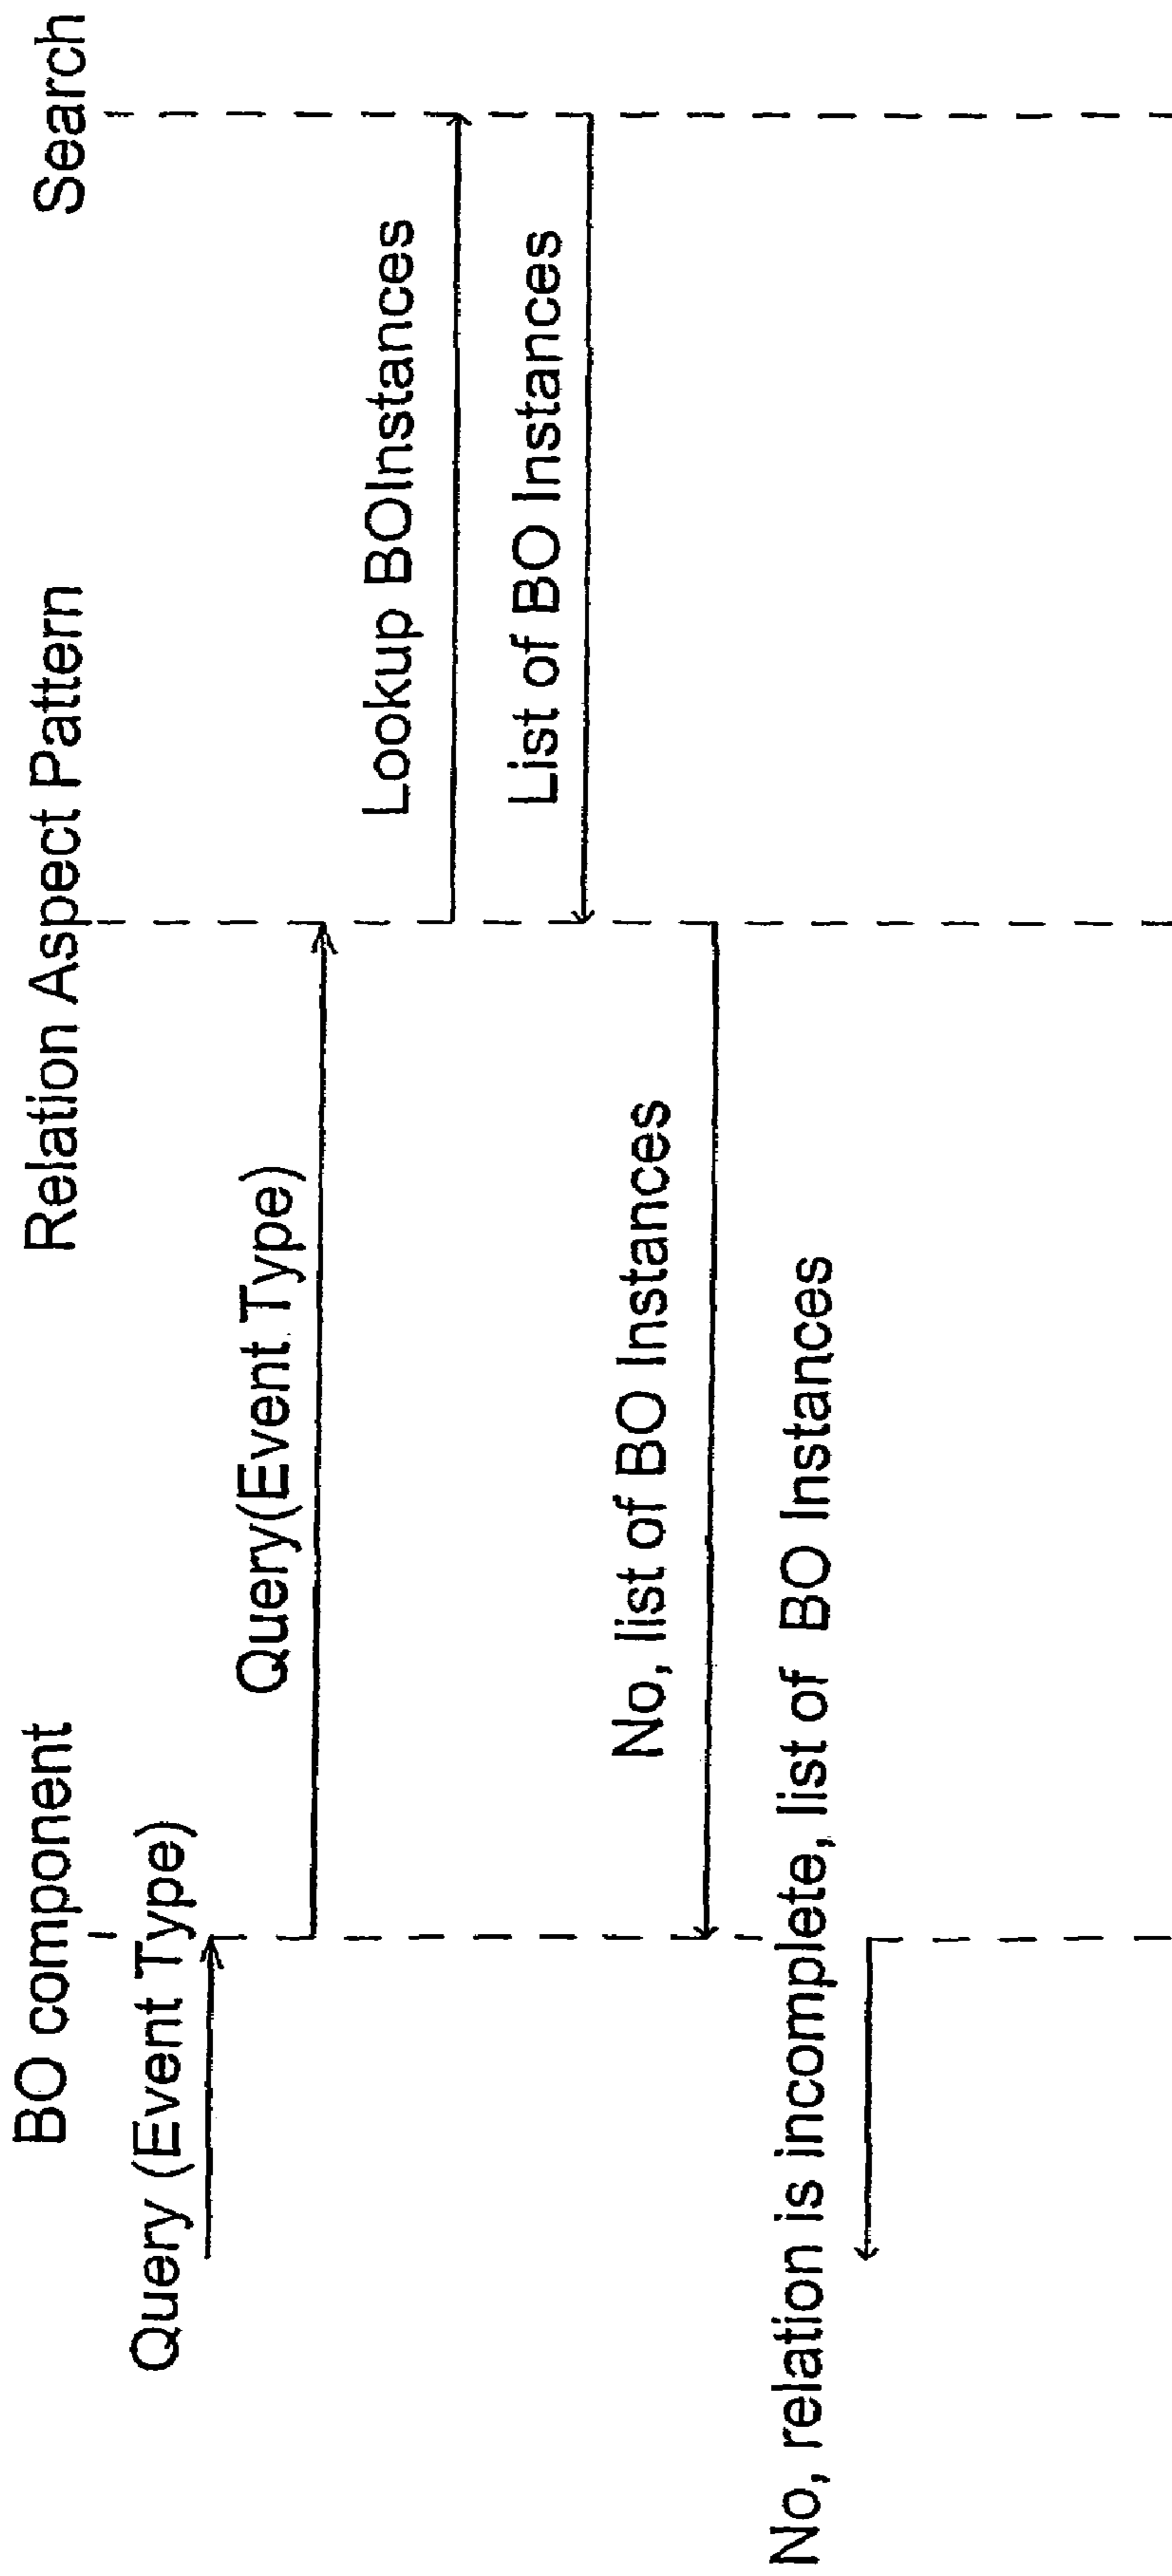 BO component
Relation Aspect Pattern
Search
Query (Event Type)
Query(Event Type)
Lookup BOInstances
List of BO Instances
No, list of BO Instances
No, relation is incomplete, list of BO Instances